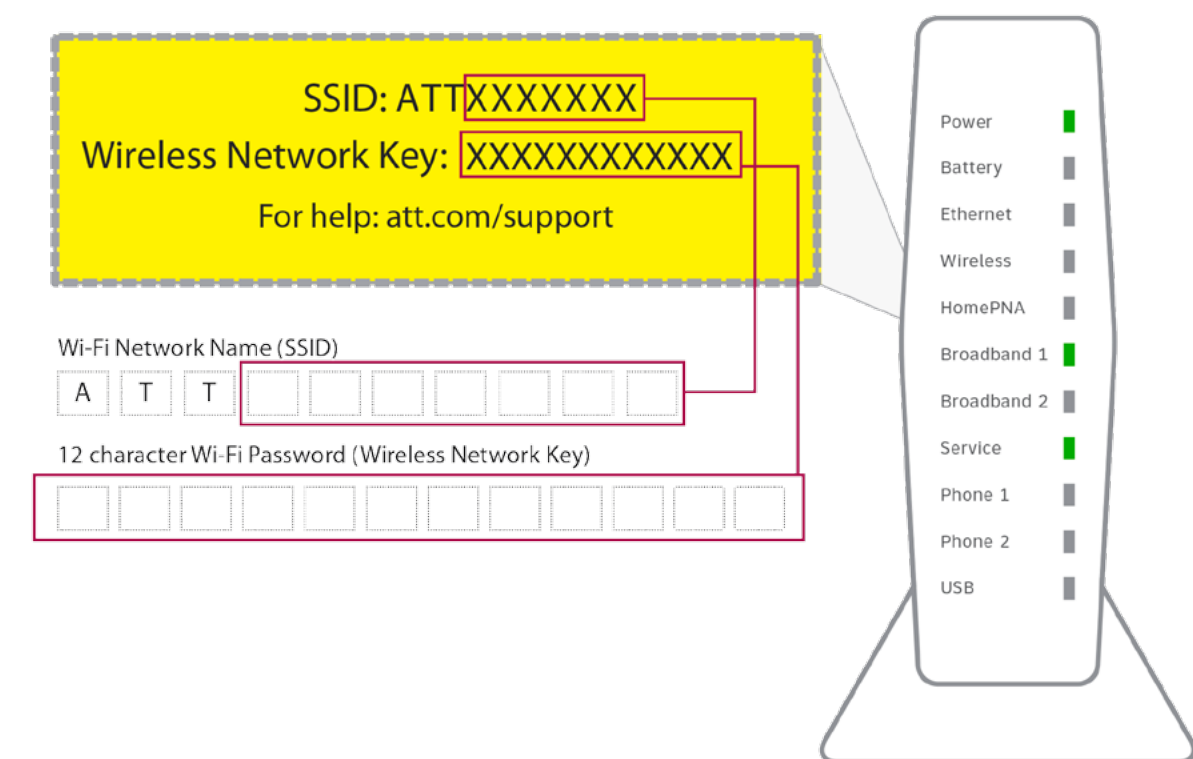 SSID: ATTXXXXXXX
Wireless Network Key: XXXXXXXXXXXX
For help: att.com/support
Wi-Fi Network Name (SSID)
A T T
12 character Wi-Fi Password (Wireless Network Key)
Power
Battery
Ethernet
Wireless
HomePNA
Broadband 1
Broadband 2
Service
Phone 1
Phone 2
USB